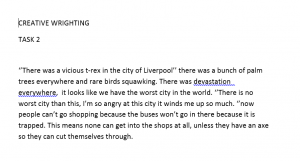 CREATIVE WRIGHTING
TASK 2
‘’There was a vicious t-rex in the city of Liverpool’’ there was a bunch of palm
trees everywhere and rare birds squawking. There was devastation
everywhere, it looks like we have the worst city in the world. ‘’There is no
worst city than this, I’m so angry at this city it winds me up so much. ‘’now
people can’t go shopping because the buses won’t go in there because it is
trapped. This means none can get into the shops at all, unless they have an axe
so they can cut themselves through.